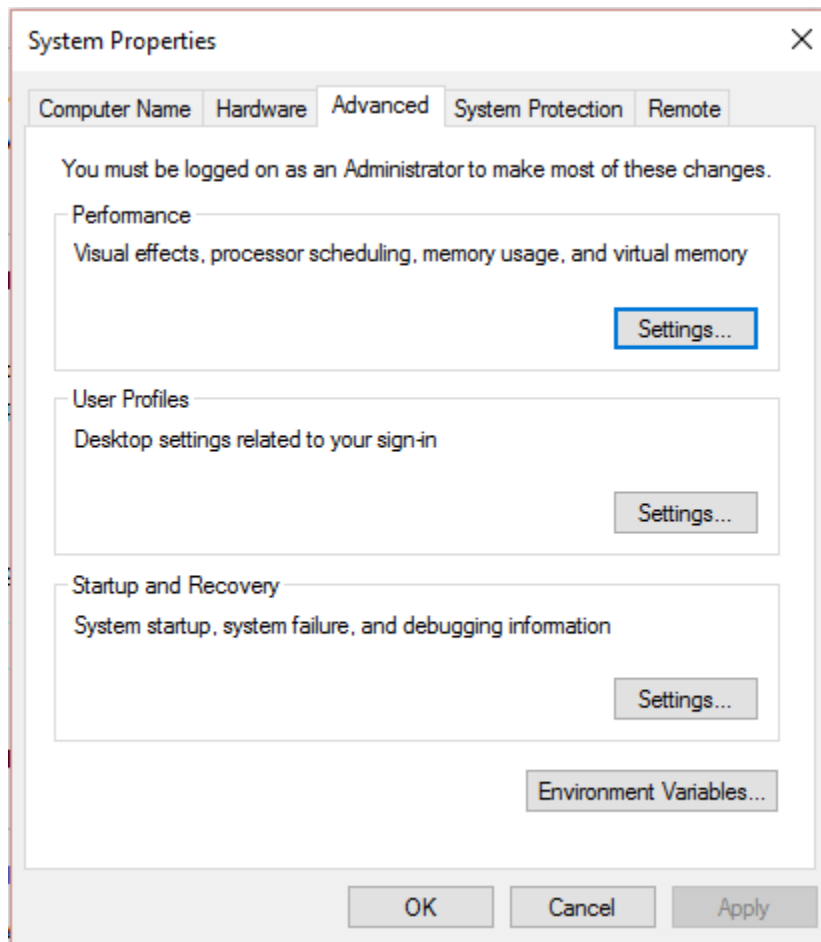 System Properties
Computer Name Hardware Advanced System Protection Remote
You must be logged on as an Administrator to make most of these changes.
Performance
Visual effects, processor scheduling, memory usage, and virtual memory
Settings...
User Profiles
Desktop settings related to your sign-in
Settings...
Startup and Recovery
System startup, system failure, and debugging information
Settings...
Environment Variables...
OK Cancel Apply